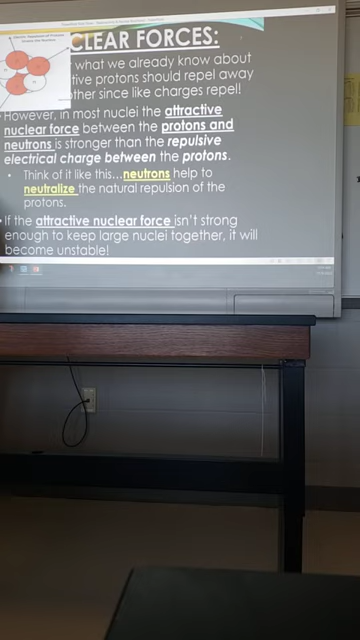 CLEAR FORCES:
what we already know about
tive protons should repel away
other since like charges repel!
However, in most nuclei the attractive
nuclear force between the protons and
neutrons is stronger than the repulsive
electrical charge between the protons.
• Think of it like this...neutrons help to
neutralize the natural repulsion of the
protons.
If the attractive nuclear force isn't strong
enough to keep large nuclei together, it will
become unstable!